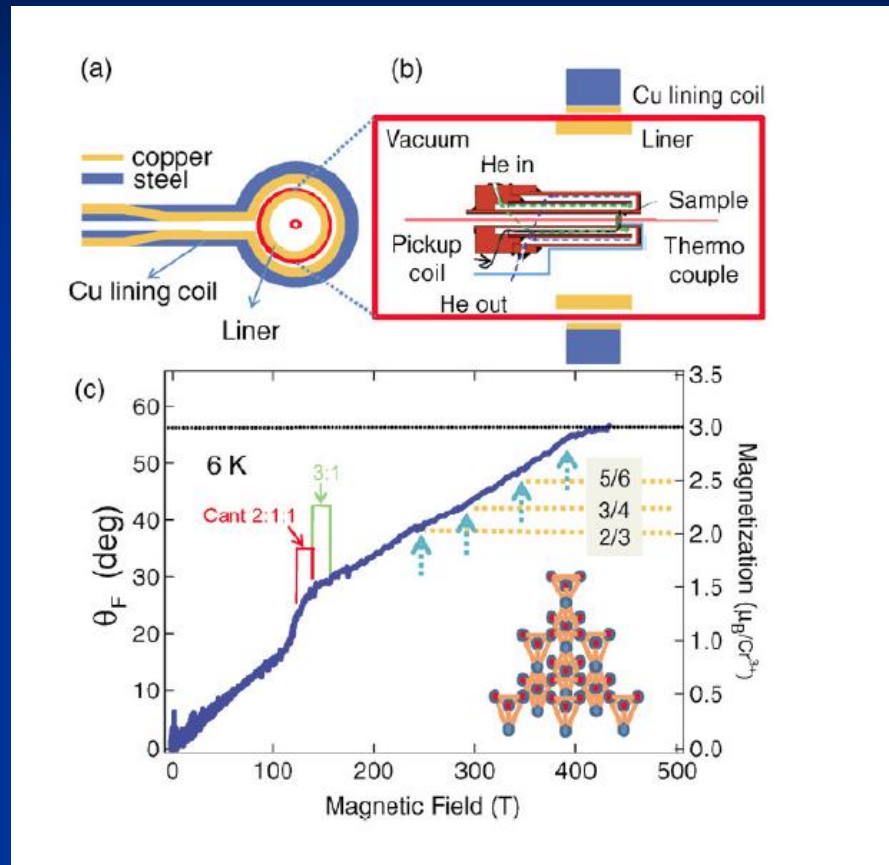 (a)
copper
steel
Cu lining coil
Liner
(b)
Cu lining coil
Vacuum
Liner
He in
Sample
Pickup
coil
Thermo
couple
He out
(c)
60
50
40
30
20
10
0
θF (deg)
6 K
3:1
Cant 2:1:1
5/6
3/4
2/3
3.5
3.0
2.5
2.0
1.5
1.0
0.5
0.0
Magnetization (μB/Cr3+)
0
100
200
300
400
500
Magnetic Field (T)